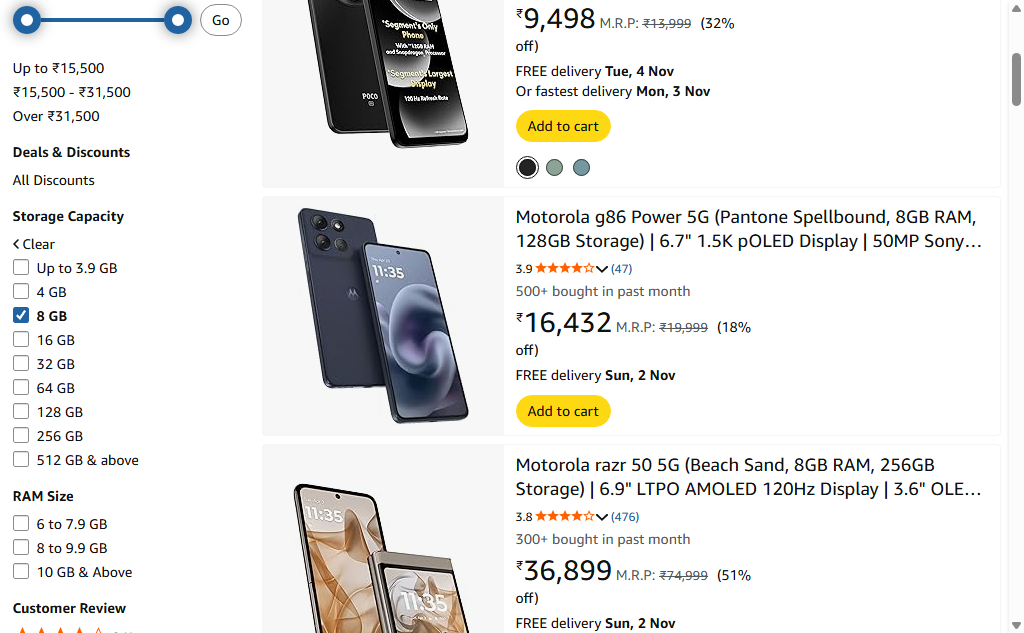 Go
Up to ₹15,500
₹15,500 - ₹31,500
Over ₹31,500
Deals & Discounts
All Discounts
Storage Capacity
Clear
Up to 3.9 GB
4 GB
8 GB
16 GB
32 GB
64 GB
128 GB
256 GB
512 GB & above
RAM Size
6 to 7.9 GB
8 to 9.9 GB
10 GB & Above
Customer Review
"Segment's Only
Phone
With ~12GB RAM
and Snapdragon Processor
"Segment's Largest
Display
120 Hz Refresh Rate
POCO
5G
₹9,498 M.R.P: ₹13,999 (32%
off)
FREE delivery Tue, 4 Nov
Or fastest delivery Mon, 3 Nov
Add to cart
11:35
Motorola g86 Power 5G (Pantone Spellbound, 8GB RAM,
128GB Storage) | 6.7" 1.5K pOLED Display | 50MP Sony…
3.9 (47)
500+ bought in past month
₹16,432 M.R.P: ₹19,999 (18%
off)
FREE delivery Sun, 2 Nov
Add to cart
11:35
11:35
Motorola razr 50 5G (Beach Sand, 8GB RAM, 256GB
Storage) | 6.9" LTPO AMOLED 120Hz Display | 3.6" OLE…
3.8 (476)
300+ bought in past month
₹36,899 M.R.P: ₹74,999 (51%
off)
FREE delivery Sun, 2 Nov